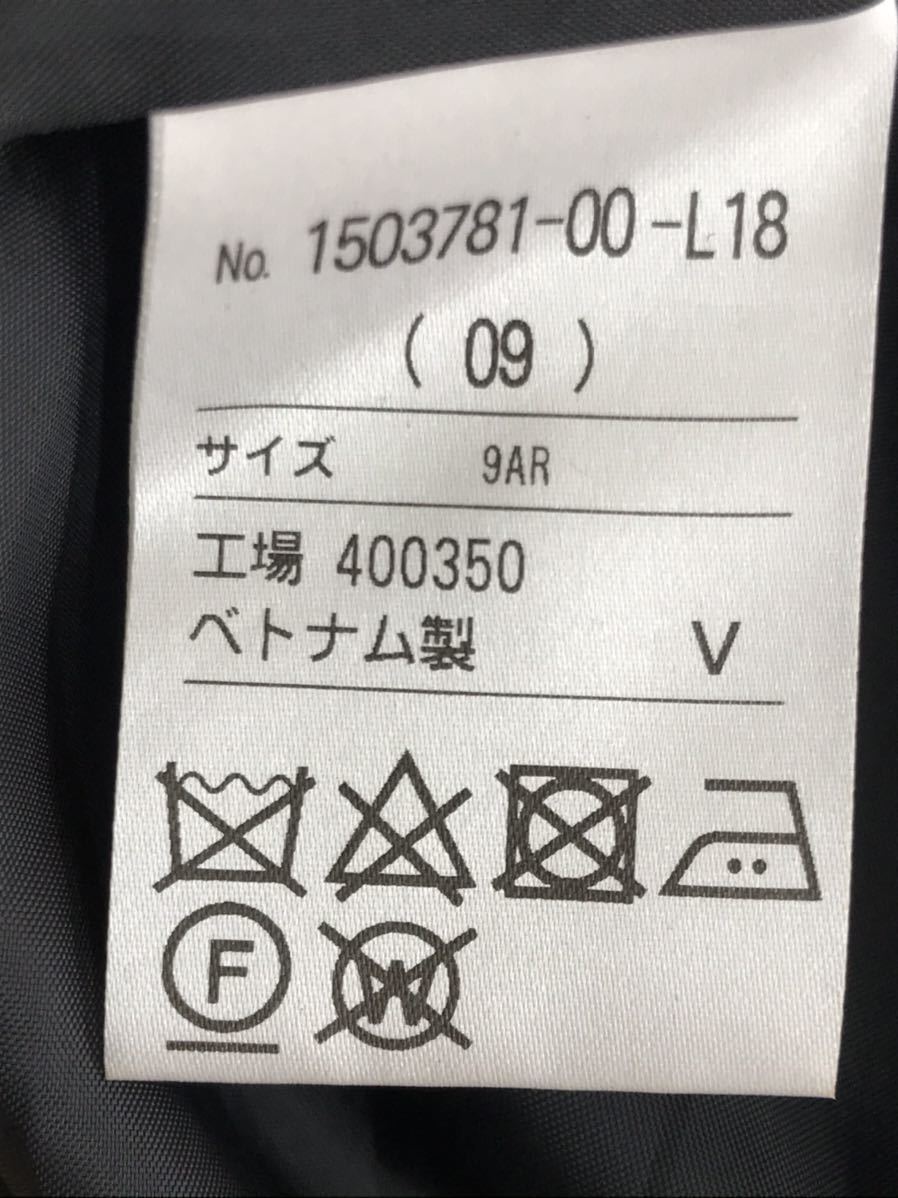 No. 1503781-00-L18
( 09 )
サイズ 9AR
工場 400350
ベトナム製 V
F W